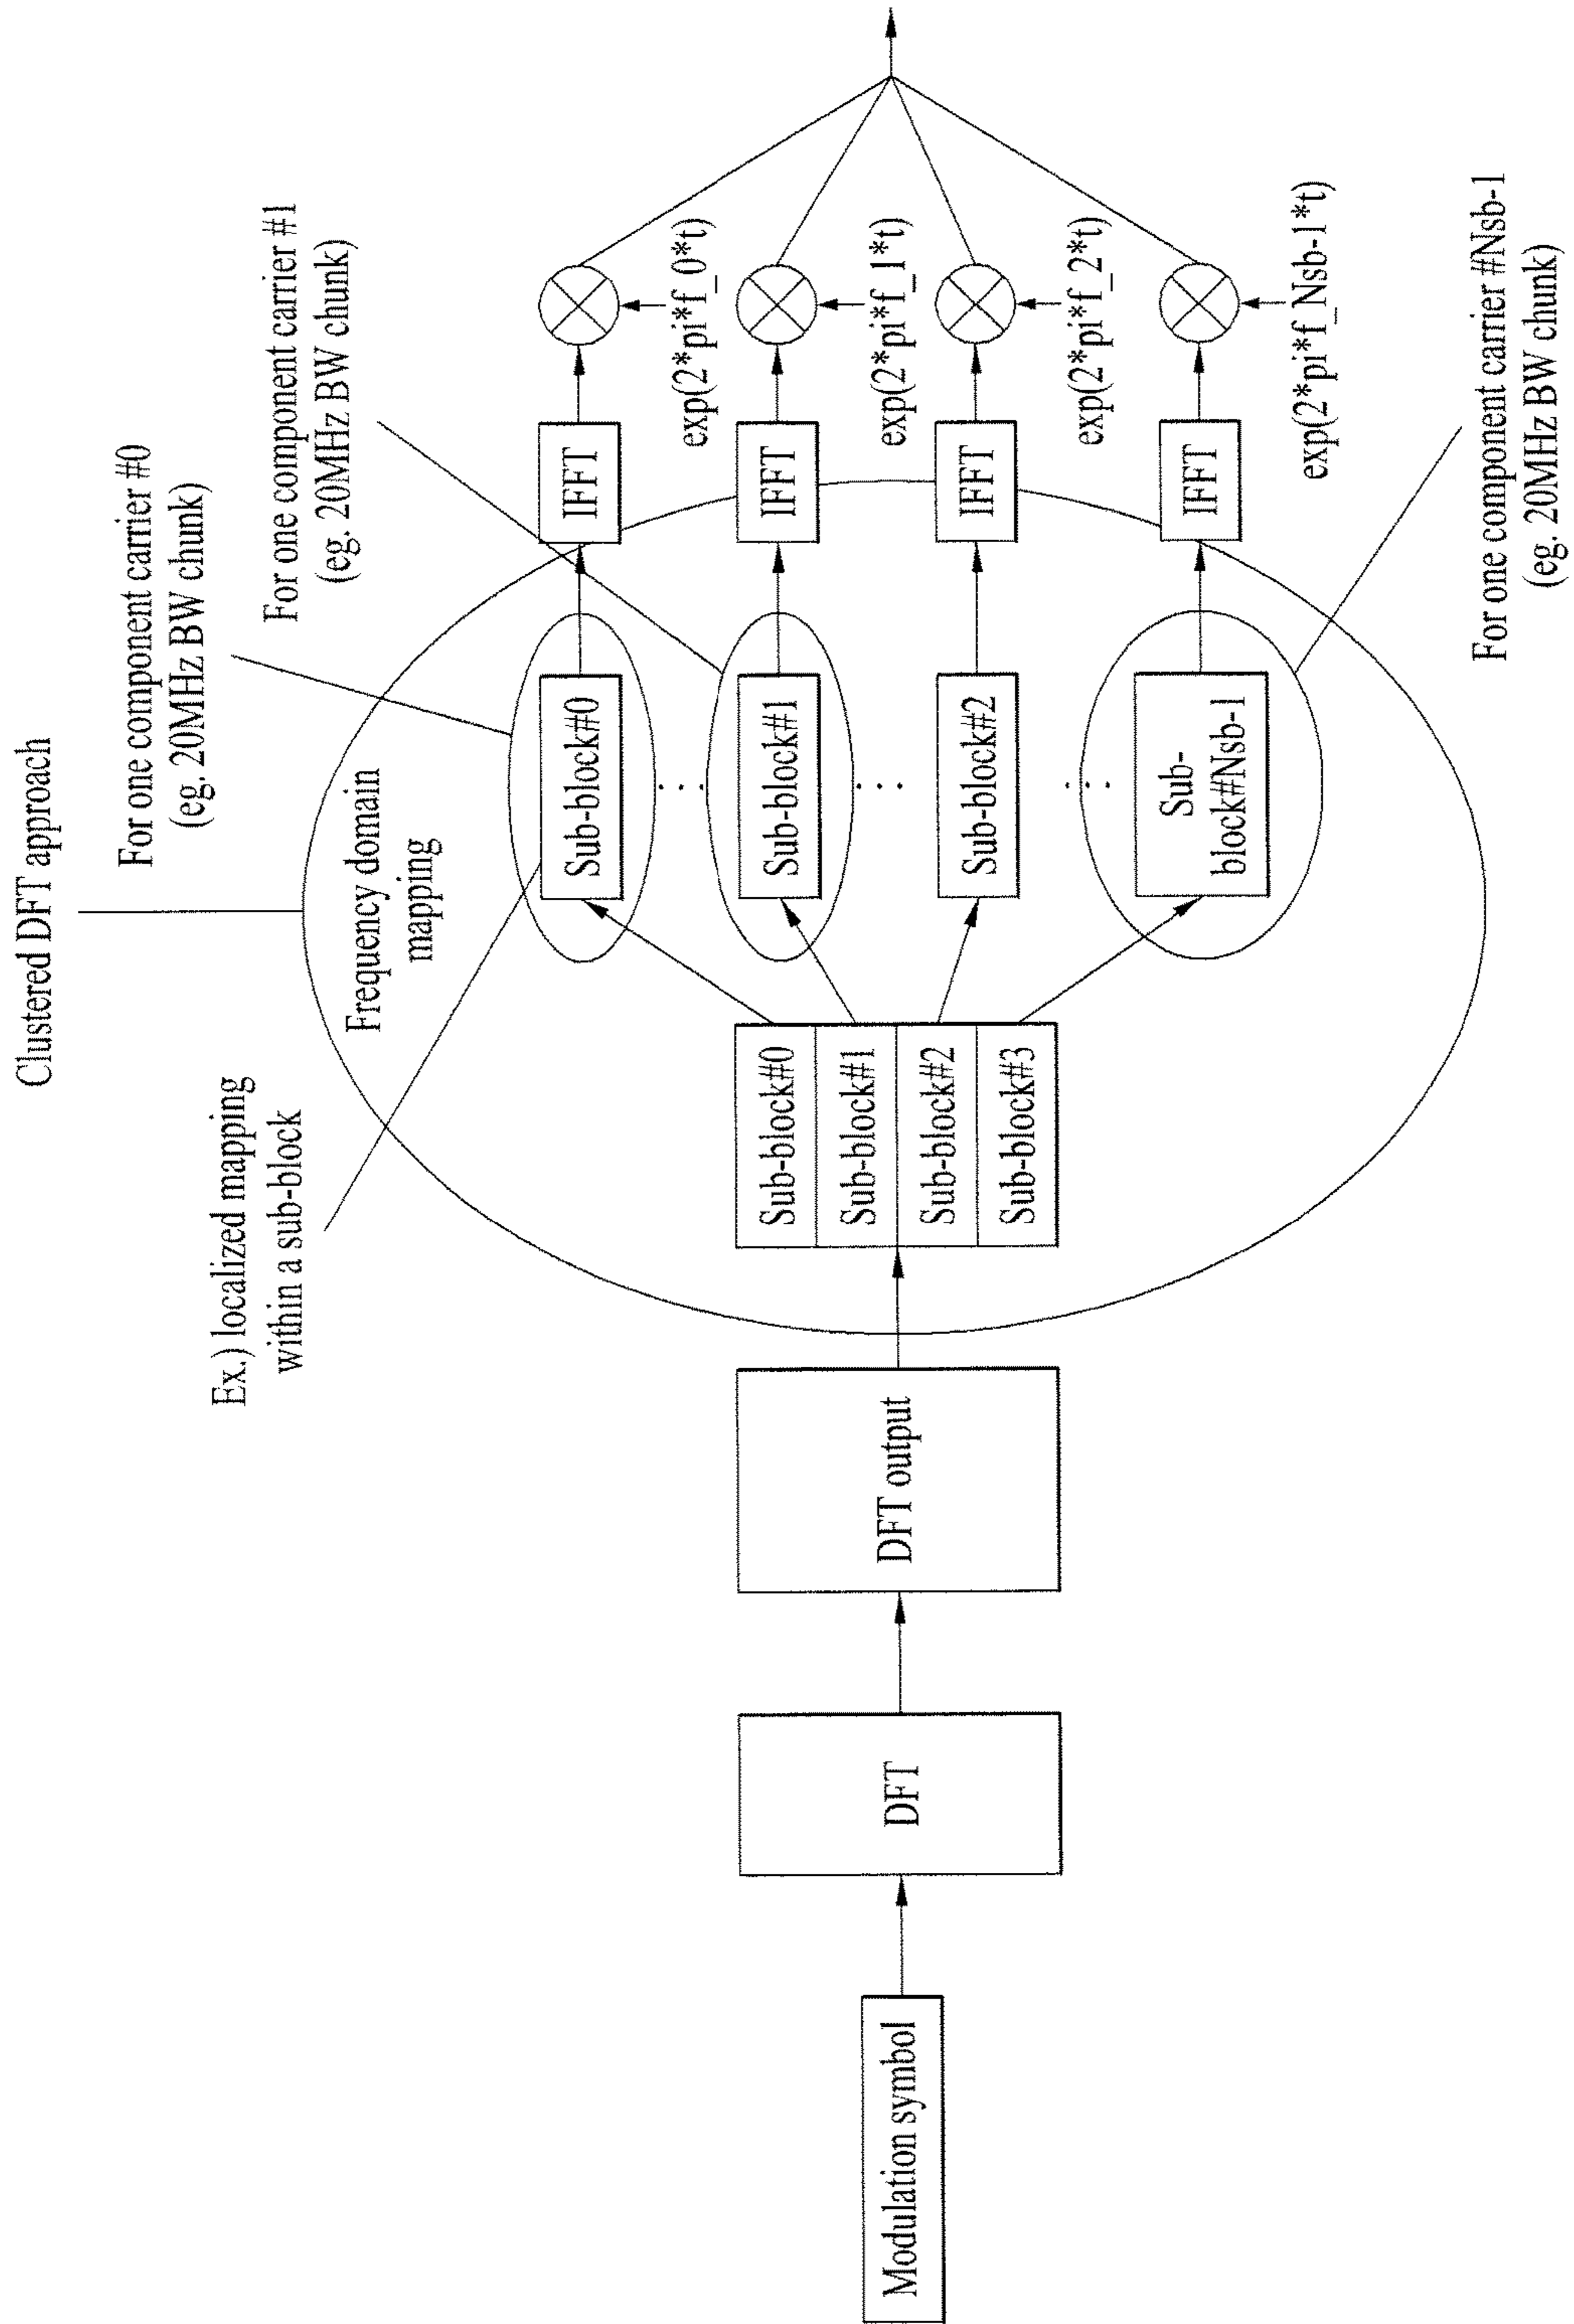 Clustered DFT approach
For one component carrier #0
(eg. 20MHz BW chunk)
For one component carrier #1
(eg. 20MHz BW chunk)
Ex.) localized mapping
within a sub-block
Frequency domain
mapping
Modulation symbol
DFT
DFT output
Sub-block#0
Sub-block#1
Sub-block#2
Sub-block#3
Sub-block#0
IFFT
exp(2*pi*f_0*t)
...
Sub-block#1
IFFT
exp(2*pi*f_1*t)
...
Sub-block#2
IFFT
exp(2*pi*f_2*t)
...
Sub-
block#Nsb-1
IFFT
exp(2*pi*f_Nsb-1*t)
For one component carrier #Nsb-1
(eg. 20MHz BW chunk)